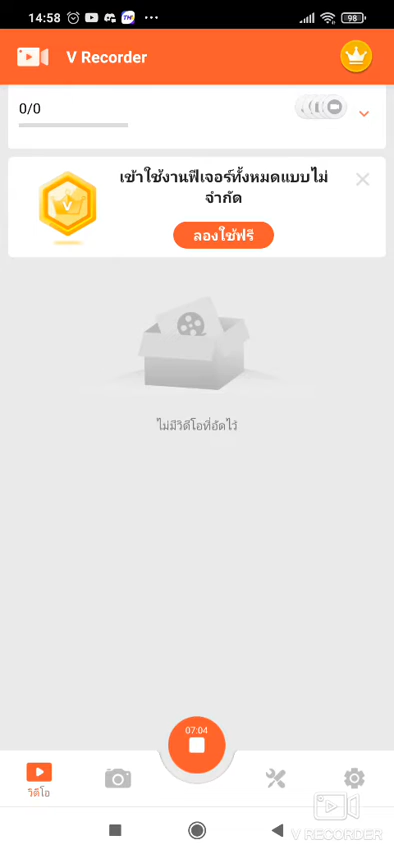 14:58
98
V Recorder
0/0
เข้าใช้งานฟีเจอร์ทั้งหมดแบบไม่
จำกัด
V
ลองใช้ฟรี
ไม่มีวิดีโอที่อัดไว้
07:04
วิดีโอ
V RECORDER